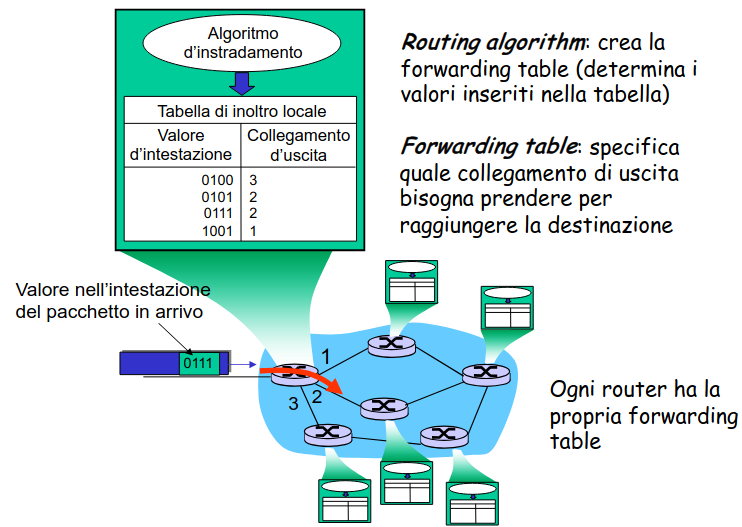 Algoritmo
d'instradamento
Tabella di inoltro locale
Valore
d'intestazione
Collegamento
d'uscita
0100 3
0101 2
0111 2
1001 1
Routing algorithm: crea la
forwarding table (determina i
valori inseriti nella tabella)
Forwarding table: specifica
quale collegamento di uscita
bisogna prendere per
raggiungere la destinazione
Valore nell'intestazione
del pacchetto in arrivo
0111
1
2
3
Ogni router ha la
propria forwarding
table